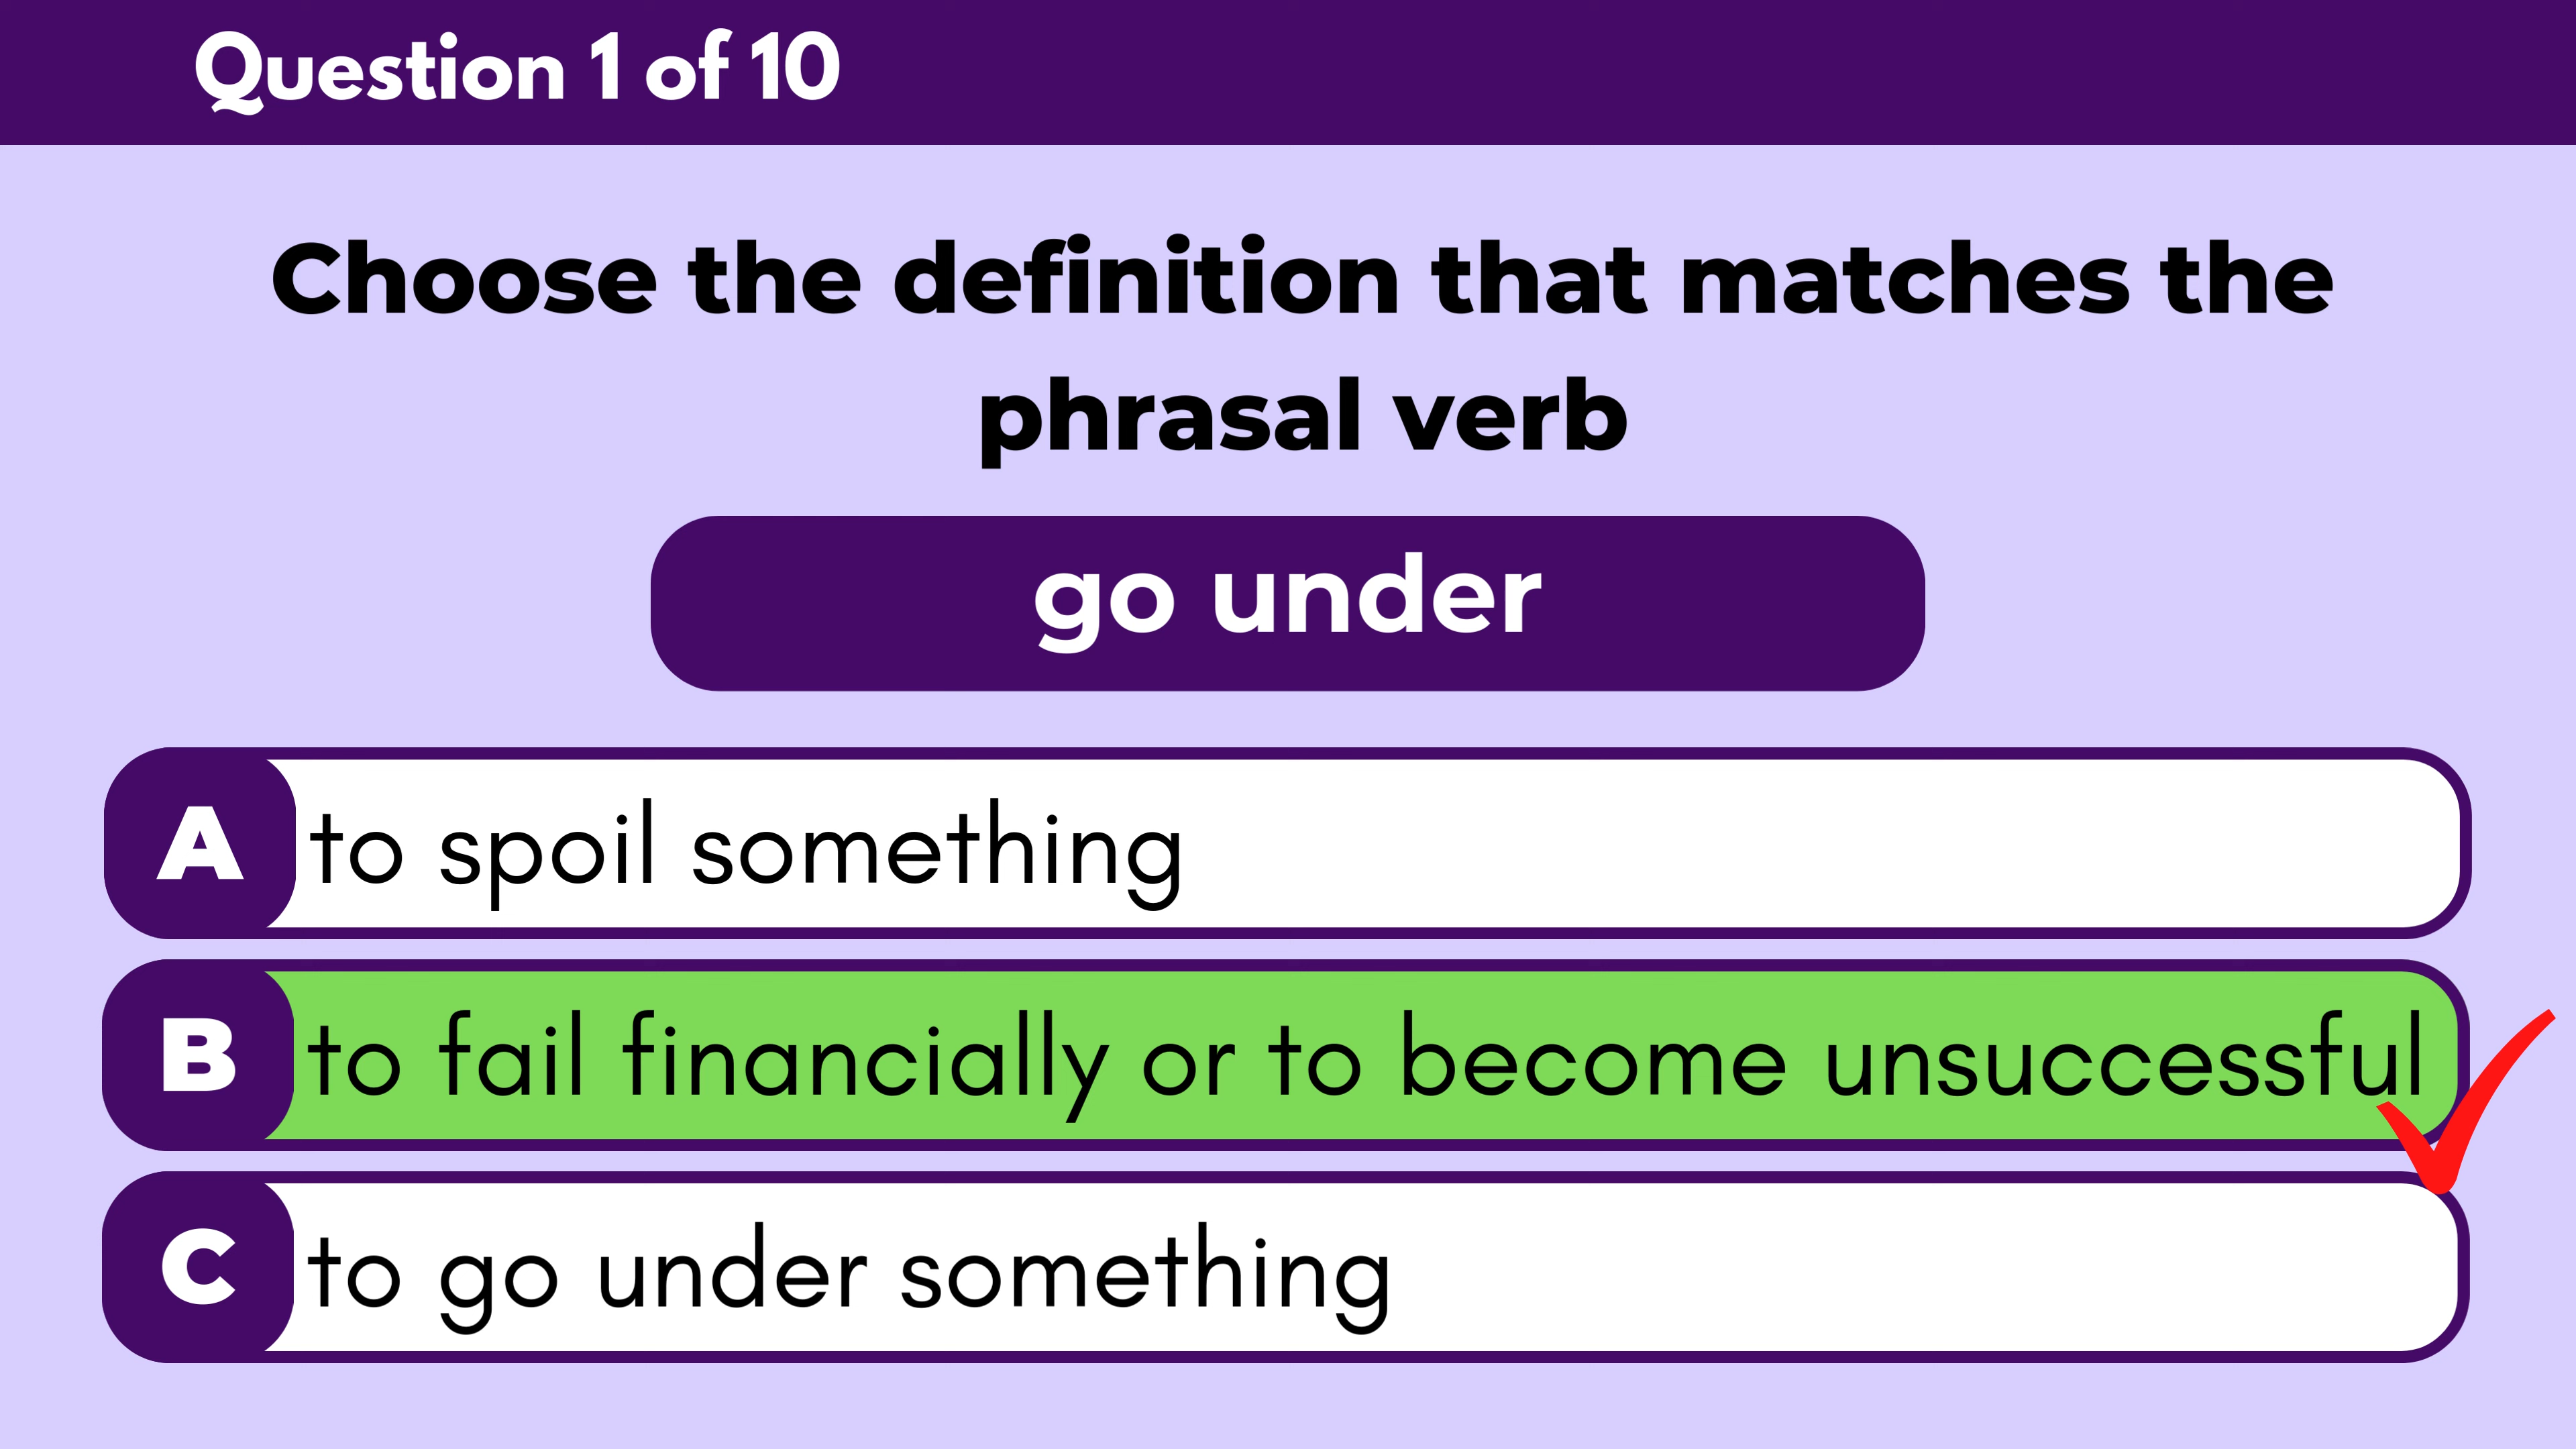 Question 1 of 10
Choose the definition that matches the
phrasal verb
go under
A to spoil something
B to fail financially or to become unsuccessful
C to go under something